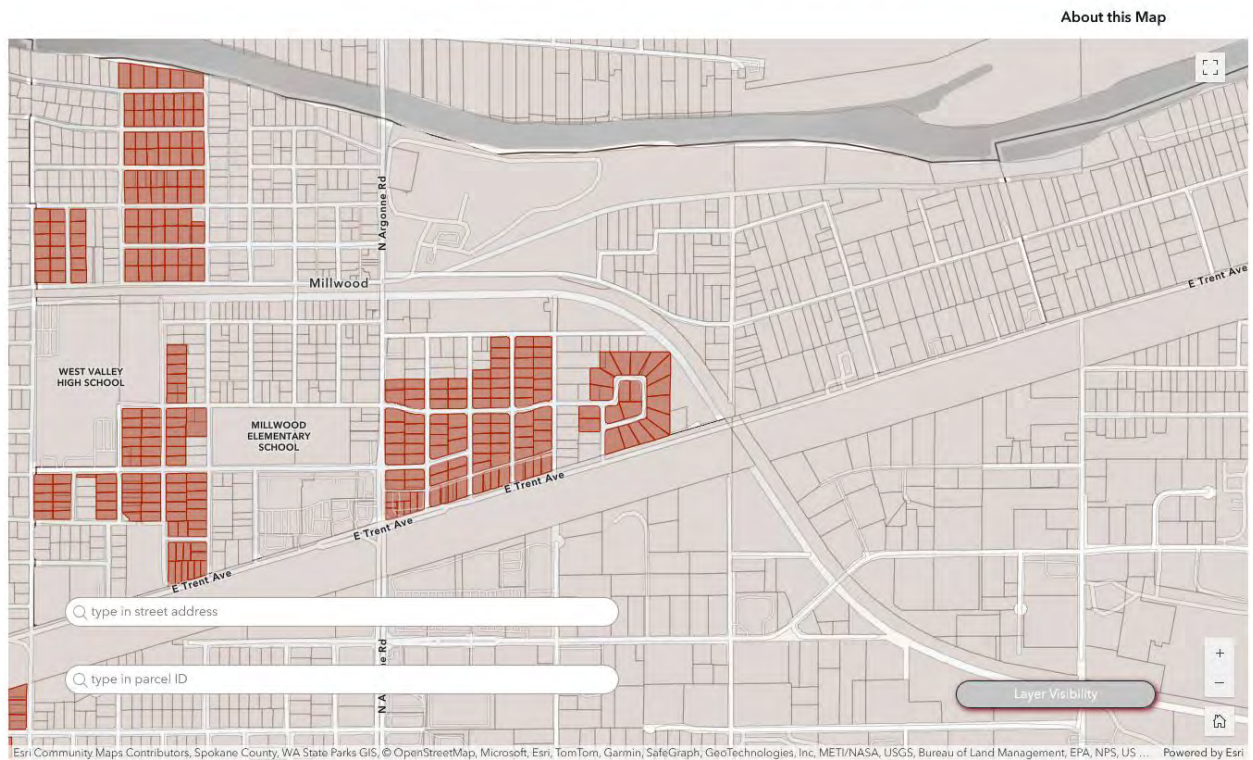 About this Map
N Argonne Rd
Millwood
E Trent Ave
WEST VALLEY
HIGH SCHOOL
MILLWOOD
ELEMENTARY
SCHOOL
E Trent Ave
E Trent Ave
E Trent Ave
type in street address
type in parcel ID
Layer Visibility
+
−
Esri Community Maps Contributors, Spokane County, WA State Parks GIS, © OpenStreetMap, Microsoft, Esri, TomTom, Garmin, SafeGraph, GeoTechnologies, Inc, METI/NASA, USGS, Bureau of Land Management, EPA, NPS, US ... Powered by Esri